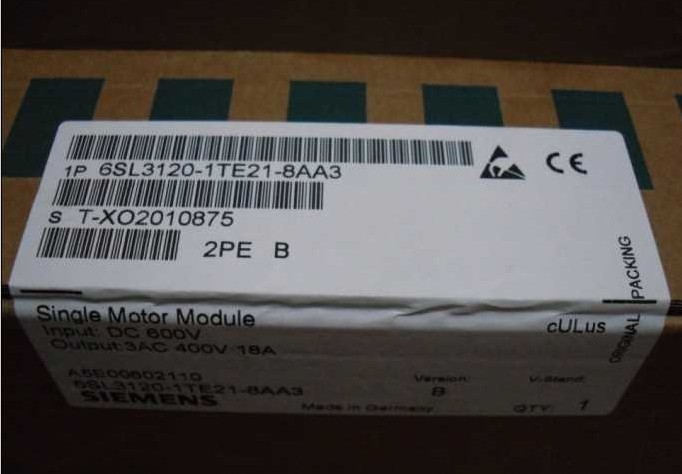 1P 6SL3120-1TE21-8AA3
S T-XO2010875
2PE B
ORIGINAL PACKING
Single Motor Module
cULus
Input: DC 600V
Output:3AC 400V 18A
A5E00602110
Version:
V-Stand:
6SL3120-1TE21-8AA3
B
SIEMENS
Made in Germany
QTY: 1